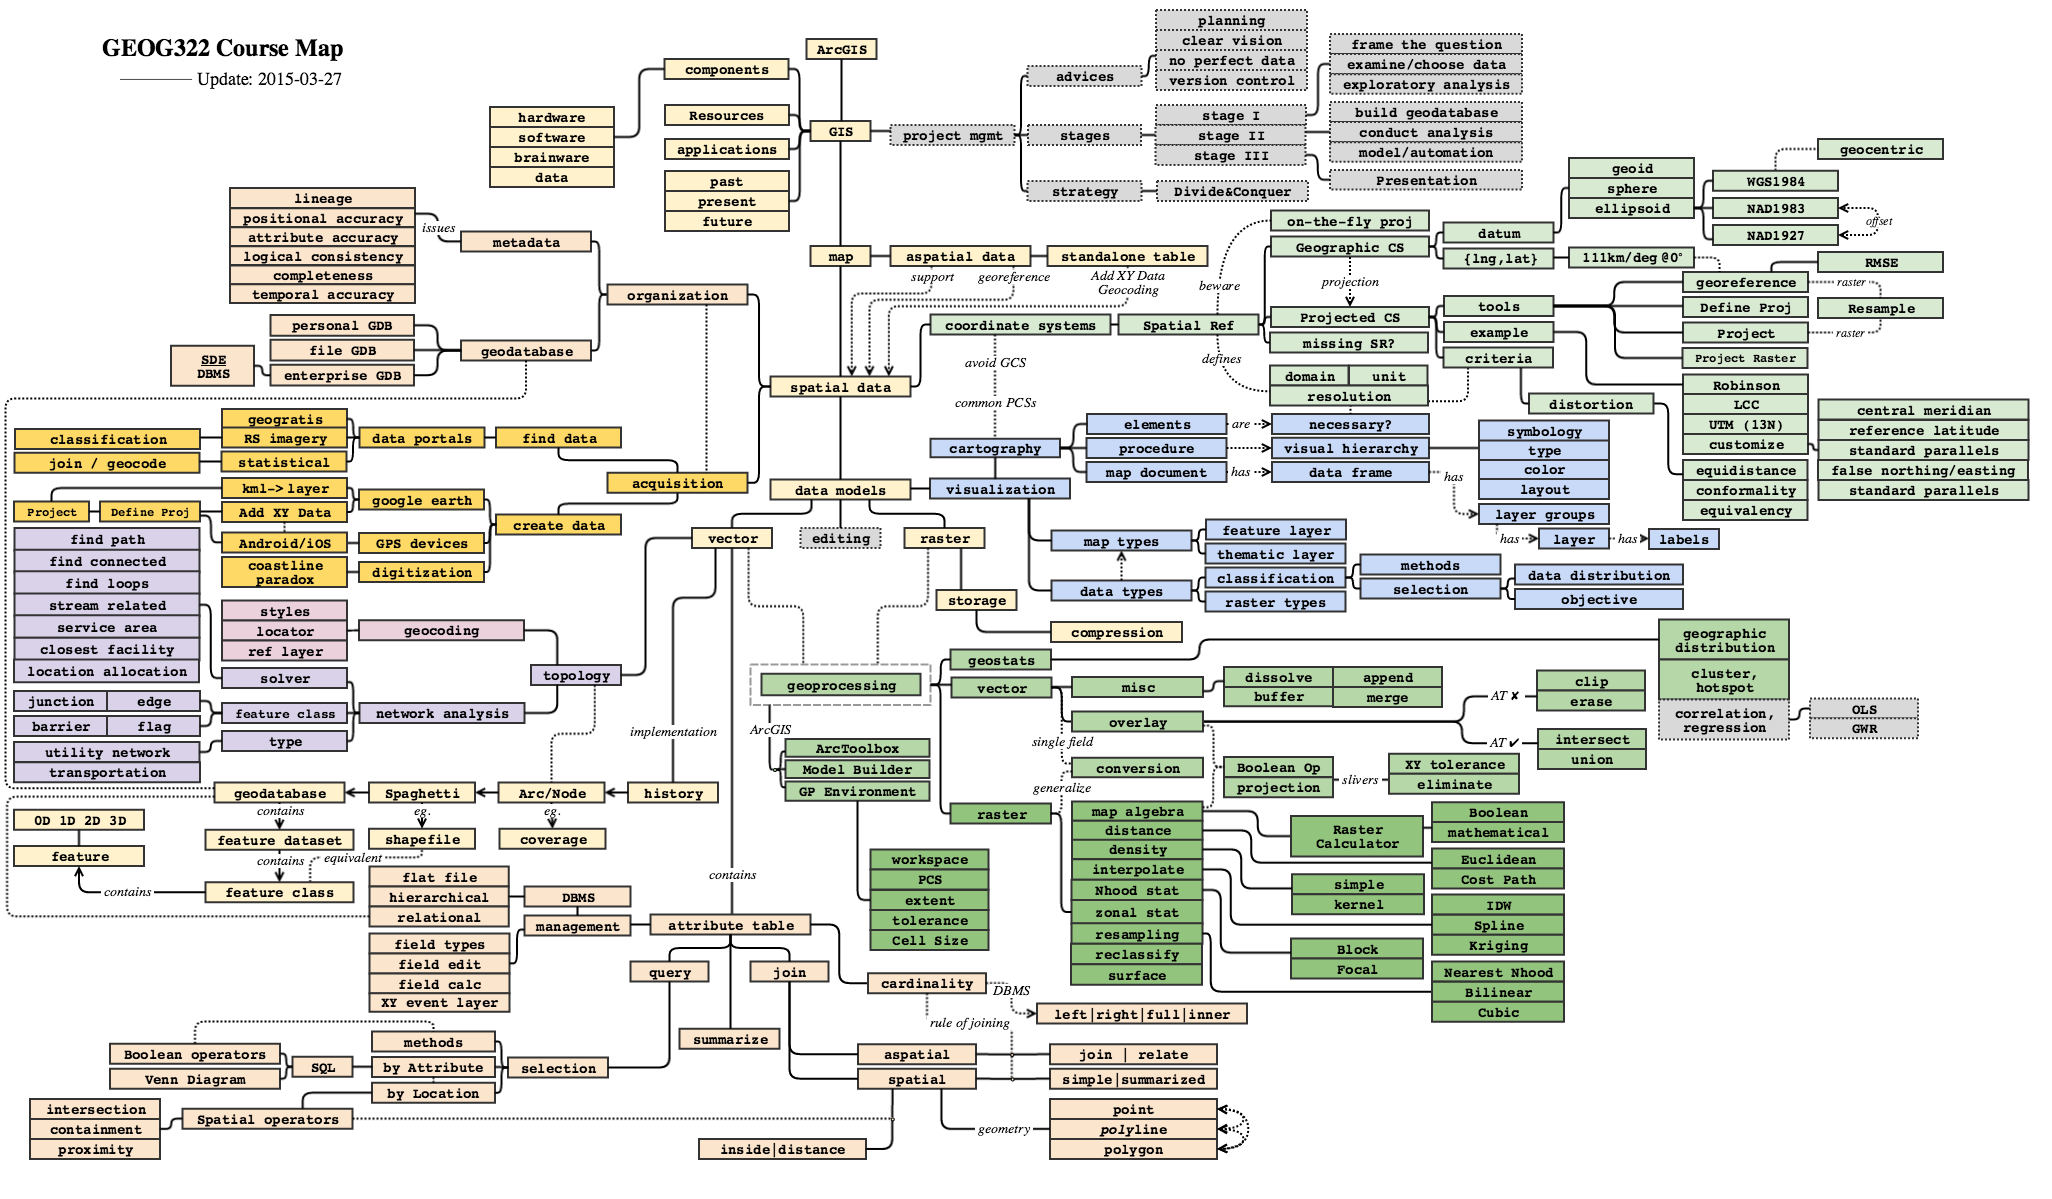 GEOG322 Course Map
Update: 2015-03-27
ArcGIS
components
hardware
software
brainware
data
Resources
applications
past
present
future
GIS
project mgmt
advices
planning
clear vision
no perfect data
version control
stages
stage I
stage II
stage III
frame the question
examine/choose data
exploratory analysis
build geodatabase
conduct analysis
model/automation
Presentation
strategy
Divide&Conquer
map
aspatial data
standalone table
support
georeference
Add XY Data
Geocoding
lineage
positional accuracy
attribute accuracy
logical consistency
completeness
temporal accuracy
issues
metadata
organization
personal GDB
file GDB
enterprise GDB
SDE
DBMS
geodatabase
spatial data
coordinate systems
Spatial Ref
beware
defines
avoid GCS
common PCSs
on-the-fly proj
Geographic CS
projection
Projected CS
missing SR?
domain
unit
resolution
datum
{lng,lat}
111km/deg@0°
geoid
sphere
ellipsoid
geocentric
WGS1984
NAD1983
NAD1927
offset
tools
example
criteria
georeference
Define Proj
Project
Project Raster
RMSE
raster
Resample
raster
distortion
Robinson
LCC
UTM (13N)
customize
equidistance
conformality
equivalency
central meridian
reference latitude
standard parallels
false northing/easting
standard parallels
classification
join / geocode
geogratis
RS imagery
statistical
data portals
find data
acquisition
kml->layer
google earth
Project
Define Proj
Add XY Data
create data
Android/iOS
GPS devices
coastline
paradox
digitization
data models
cartography
elements
are
necessary?
procedure
visual hierarchy
map document
has
data frame
has
symbology
type
color
layout
layer groups
has
layer
has
labels
visualization
map types
feature layer
thematic layer
data types
classification
raster types
methods
selection
data distribution
objective
vector
editing
raster
storage
compression
find path
find connected
find loops
stream related
service area
closest facility
location allocation
styles
locator
ref layer
geocoding
topology
solver
junction
edge
barrier
flag
feature class
network analysis
type
utility network
transportation
implementation
geodatabase
Spaghetti
Arc/Node
history
contains
eg.
eg.
feature dataset
shapefile
coverage
contains
equivalent
feature class
contains
feature
0D 1D 2D 3D
geoprocessing
ArcGIS
ArcToolbox
Model Builder
GP Environment
workspace
PCS
extent
tolerance
Cell Size
geostats
geographic
distribution
cluster,
hotspot
correlation,
regression
OLS
GWR
vector
misc
dissolve
append
buffer
merge
overlay
AT ✘
clip
erase
AT ✔
intersect
union
single field
conversion
generalize
Boolean Op
projection
slivers
XY tolerance
eliminate
raster
map algebra
distance
density
interpolate
Nhood stat
zonal stat
resampling
reclassify
surface
Raster
Calculator
Boolean
mathematical
Euclidean
Cost Path
simple
kernel
IDW
Spline
Kriging
Block
Focal
Nearest Nhood
Bilinear
Cubic
contains
attribute table
flat file
hierarchical
relational
DBMS
management
field types
field edit
field calc
XY event layer
query
join
summarize
cardinality
DBMS
left|right|full|inner
rule of joining
aspatial
join | relate
spatial
simple|summarized
geometry
point
polyline
polygon
inside|distance
selection
methods
by Attribute
by Location
SQL
Boolean operators
Venn Diagram
Spatial operators
intersection
containment
proximity